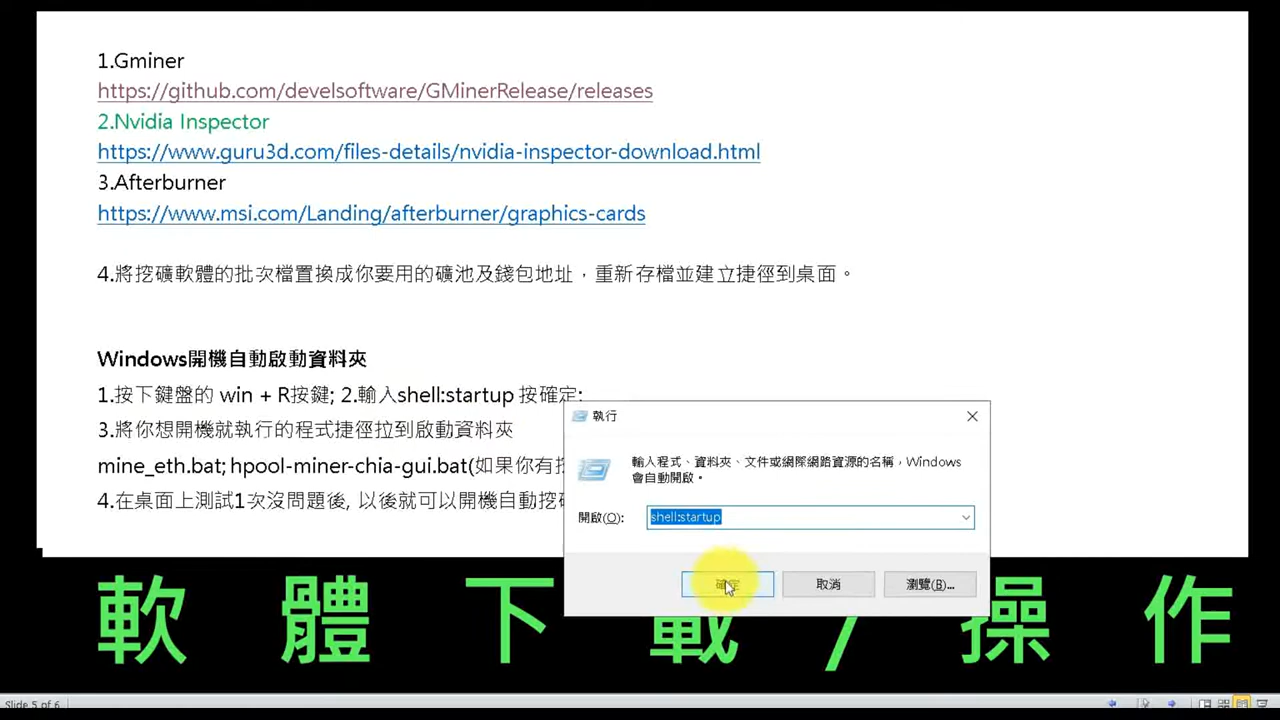 1.Gminer
https://github.com/develsoftware/GMinerRelease/releases
2.Nvidia Inspector
https://www.guru3d.com/files-details/nvidia-inspector-download.html
3.Afterburner
https://www.msi.com/Landing/afterburner/graphics-cards
4.將挖礦軟體的批次檔置換成你要用的礦池及錢包地址，重新存檔並建立捷徑到桌面。
Windows開機自動啟動資料夾
1.按下鍵盤的 win + R按鍵; 2.輸入shell:startup 按確定;
3.將你想開機就執行的程式捷徑拉到啟動資料夾
mine_eth.bat; hpool-miner-chia-gui.bat(如果你有
4.在桌面上測試1次沒問題後, 以後就可以開機自動挖
執行
輸入程式、資料夾、文件或網際網路資源的名稱，Windows
會自動開啟。
開啟(O):
shell:startup
確定
取消
瀏覽(B)...
軟體下載/操作
Slide 5 of 6